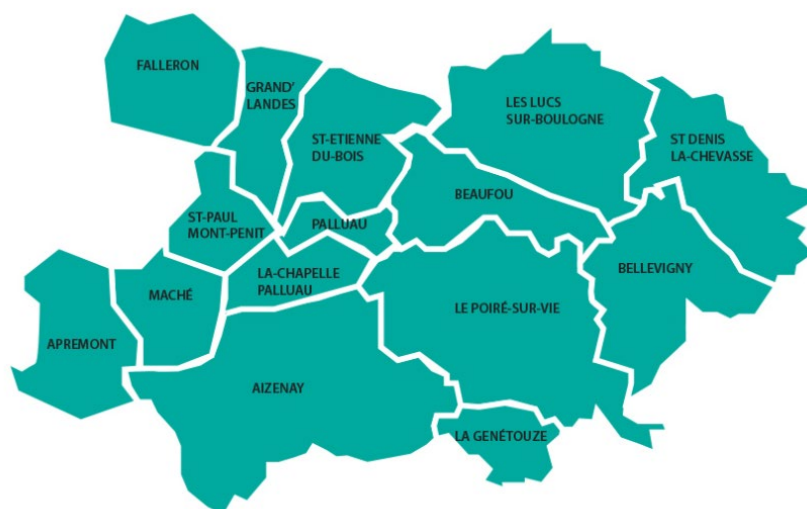 FALLERON
GRAND'
LANDES
ST-ETIENNE
DU-BOIS
LES LUCS
SUR-BOULOGNE
ST DENIS
LA-CHEVASSE
BEAUFOU
ST-PAUL
MONT-PENIT
PALLUAU
BELLEVIGNY
LA-CHAPELLE
PALLUAU
MACHÉ
LE POIRÉ-SUR-VIE
APREMONT
AIZENAY
LA GENÉTOUZE